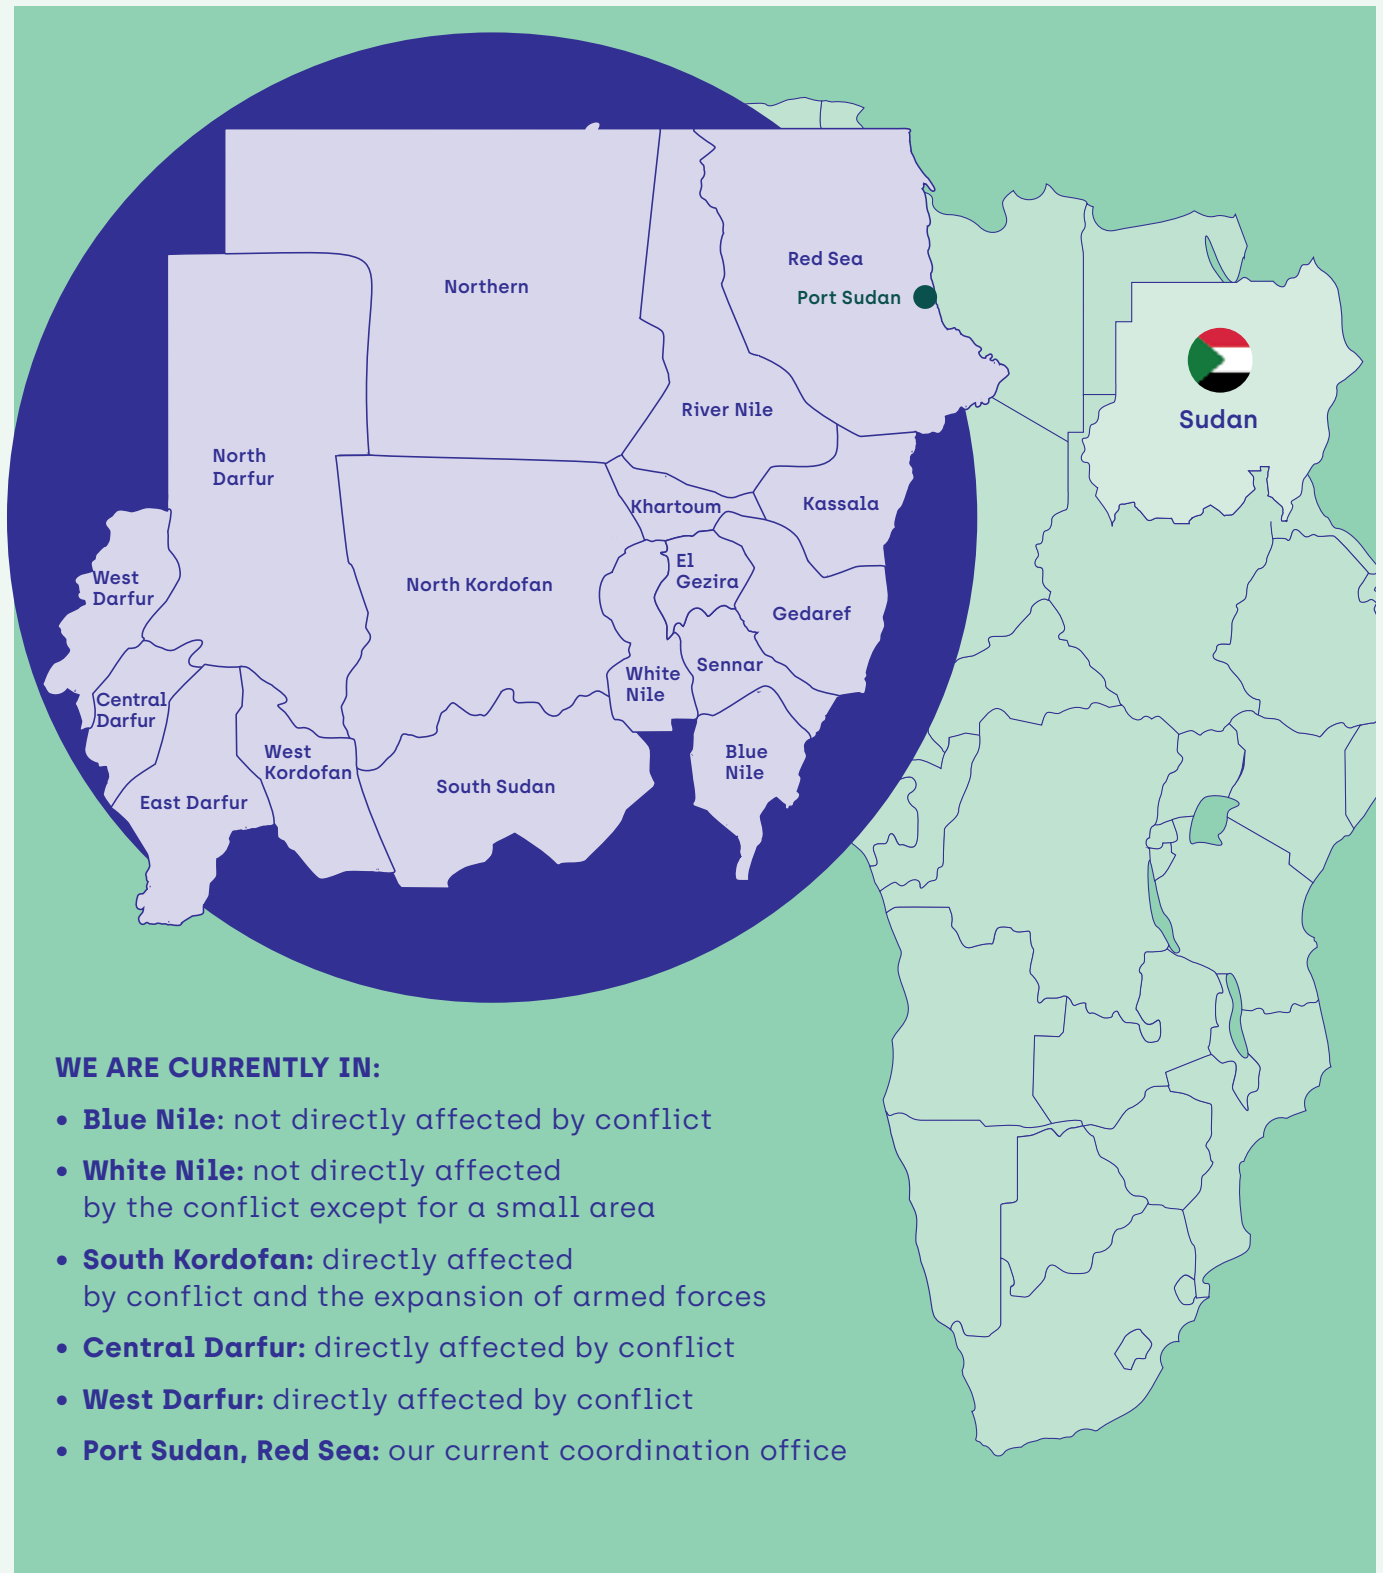 Northern
Red Sea
Port Sudan
Sudan
River Nile
North
Darfur
Khartoum
Kassala
El
Gezira
West
Darfur
North Kordofan
Gedaref
Sennar
White
Nile
Central
Darfur
West
Kordofan
Blue
Nile
South Sudan
East Darfur
WE ARE CURRENTLY IN:
• Blue Nile: not directly affected by conflict
• White Nile: not directly affected
by the conflict except for a small area
• South Kordofan: directly affected
by conflict and the expansion of armed forces
• Central Darfur: directly affected by conflict
• West Darfur: directly affected by conflict
• Port Sudan, Red Sea: our current coordination office